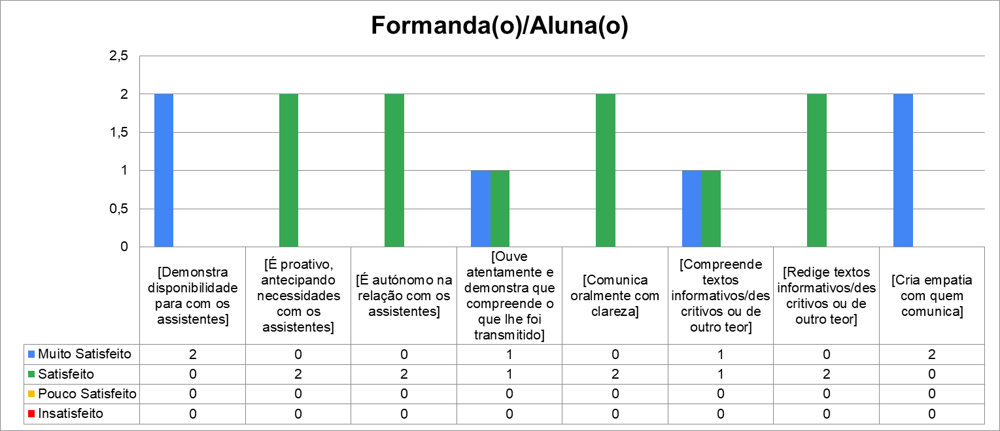 Formanda(o)/Aluna(o)
2,5
2
1,5
1
0,5
0
[Demonstra
disponibilidade
para com os
assistentes]
[É proativo,
antecipando
necessidades
com os
assistentes]
[É autónomo na
relação com os
assistentes]
[Ouve
atentamente e
demonstra que
compreende o
que lhe foi
transmitido]
[Comunica
oralmente com
clareza]
[Compreende
textos
informativos/des
critivos ou de
outro teor]
[Redige textos
informativos/des
critivos ou de
outro teor]
[Cria empatia
com quem
comunica]
Muito Satisfeito 2 0 0 1 0 1 0 2
Satisfeito 0 2 2 1 2 1 2 0
Pouco Satisfeito 0 0 0 0 0 0 0 0
Insatisfeito 0 0 0 0 0 0 0 0